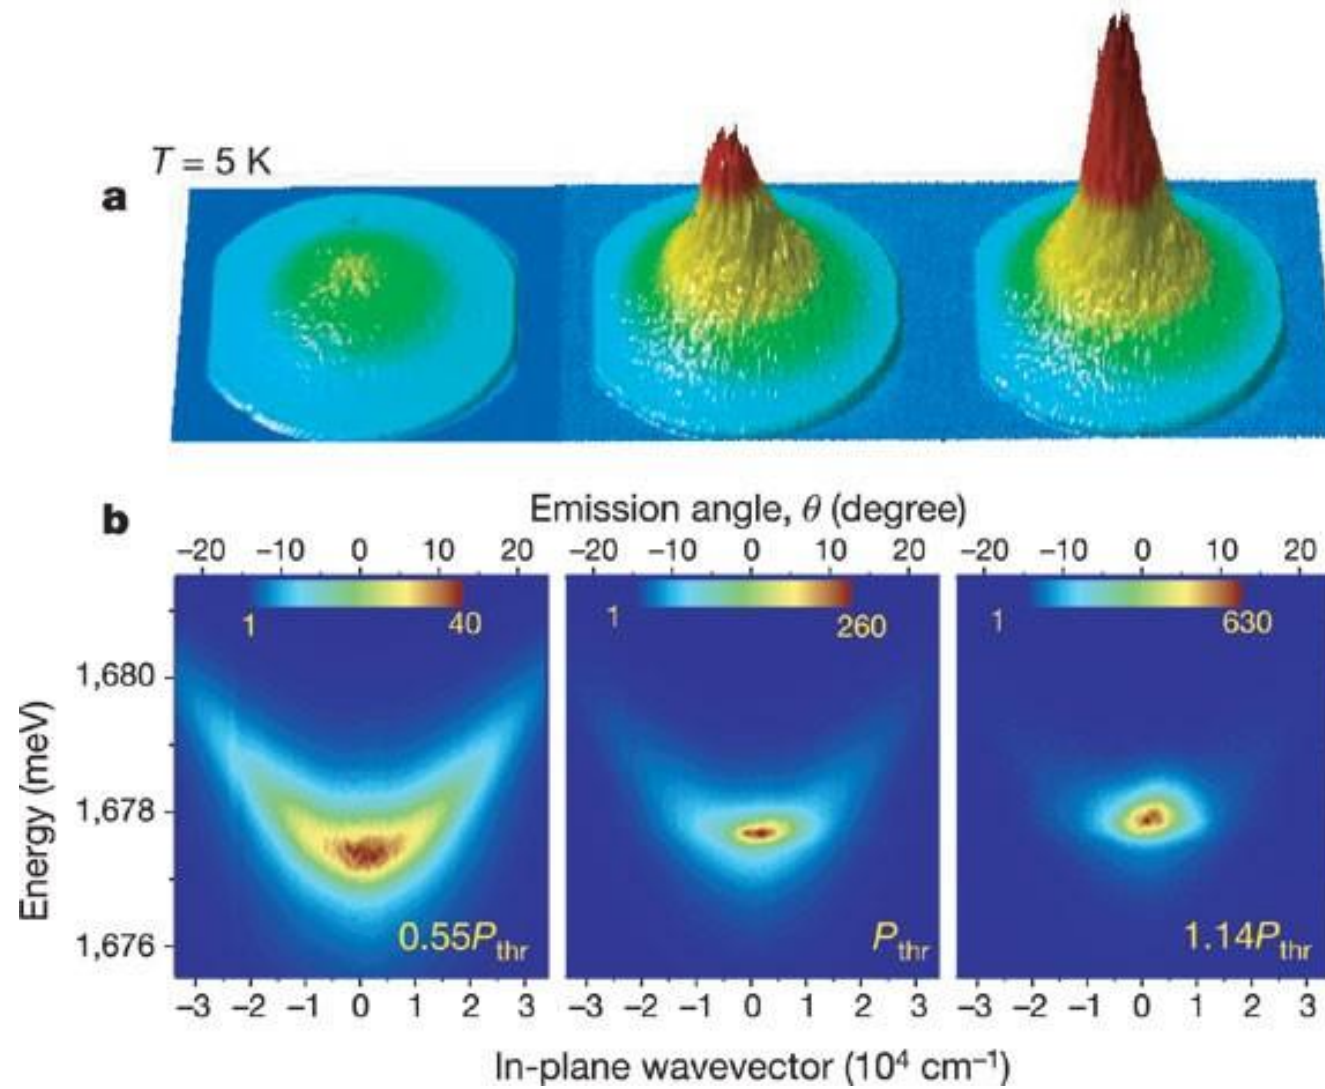 T = 5 K
a
b
Emission angle, θ (degree)
–20 –10 0 10 20 –20 –10 0 10 20 –20 –10 0 10 20
1 40 1 260 1 630
1,680
1,678
1,676
Energy (meV)
0.55Pthr Pthr 1.14Pthr
–3 –2 –1 0 1 2 3 –3 –2 –1 0 1 2 3 –3 –2 –1 0 1 2 3
In-plane wavevector (10⁴ cm⁻¹)